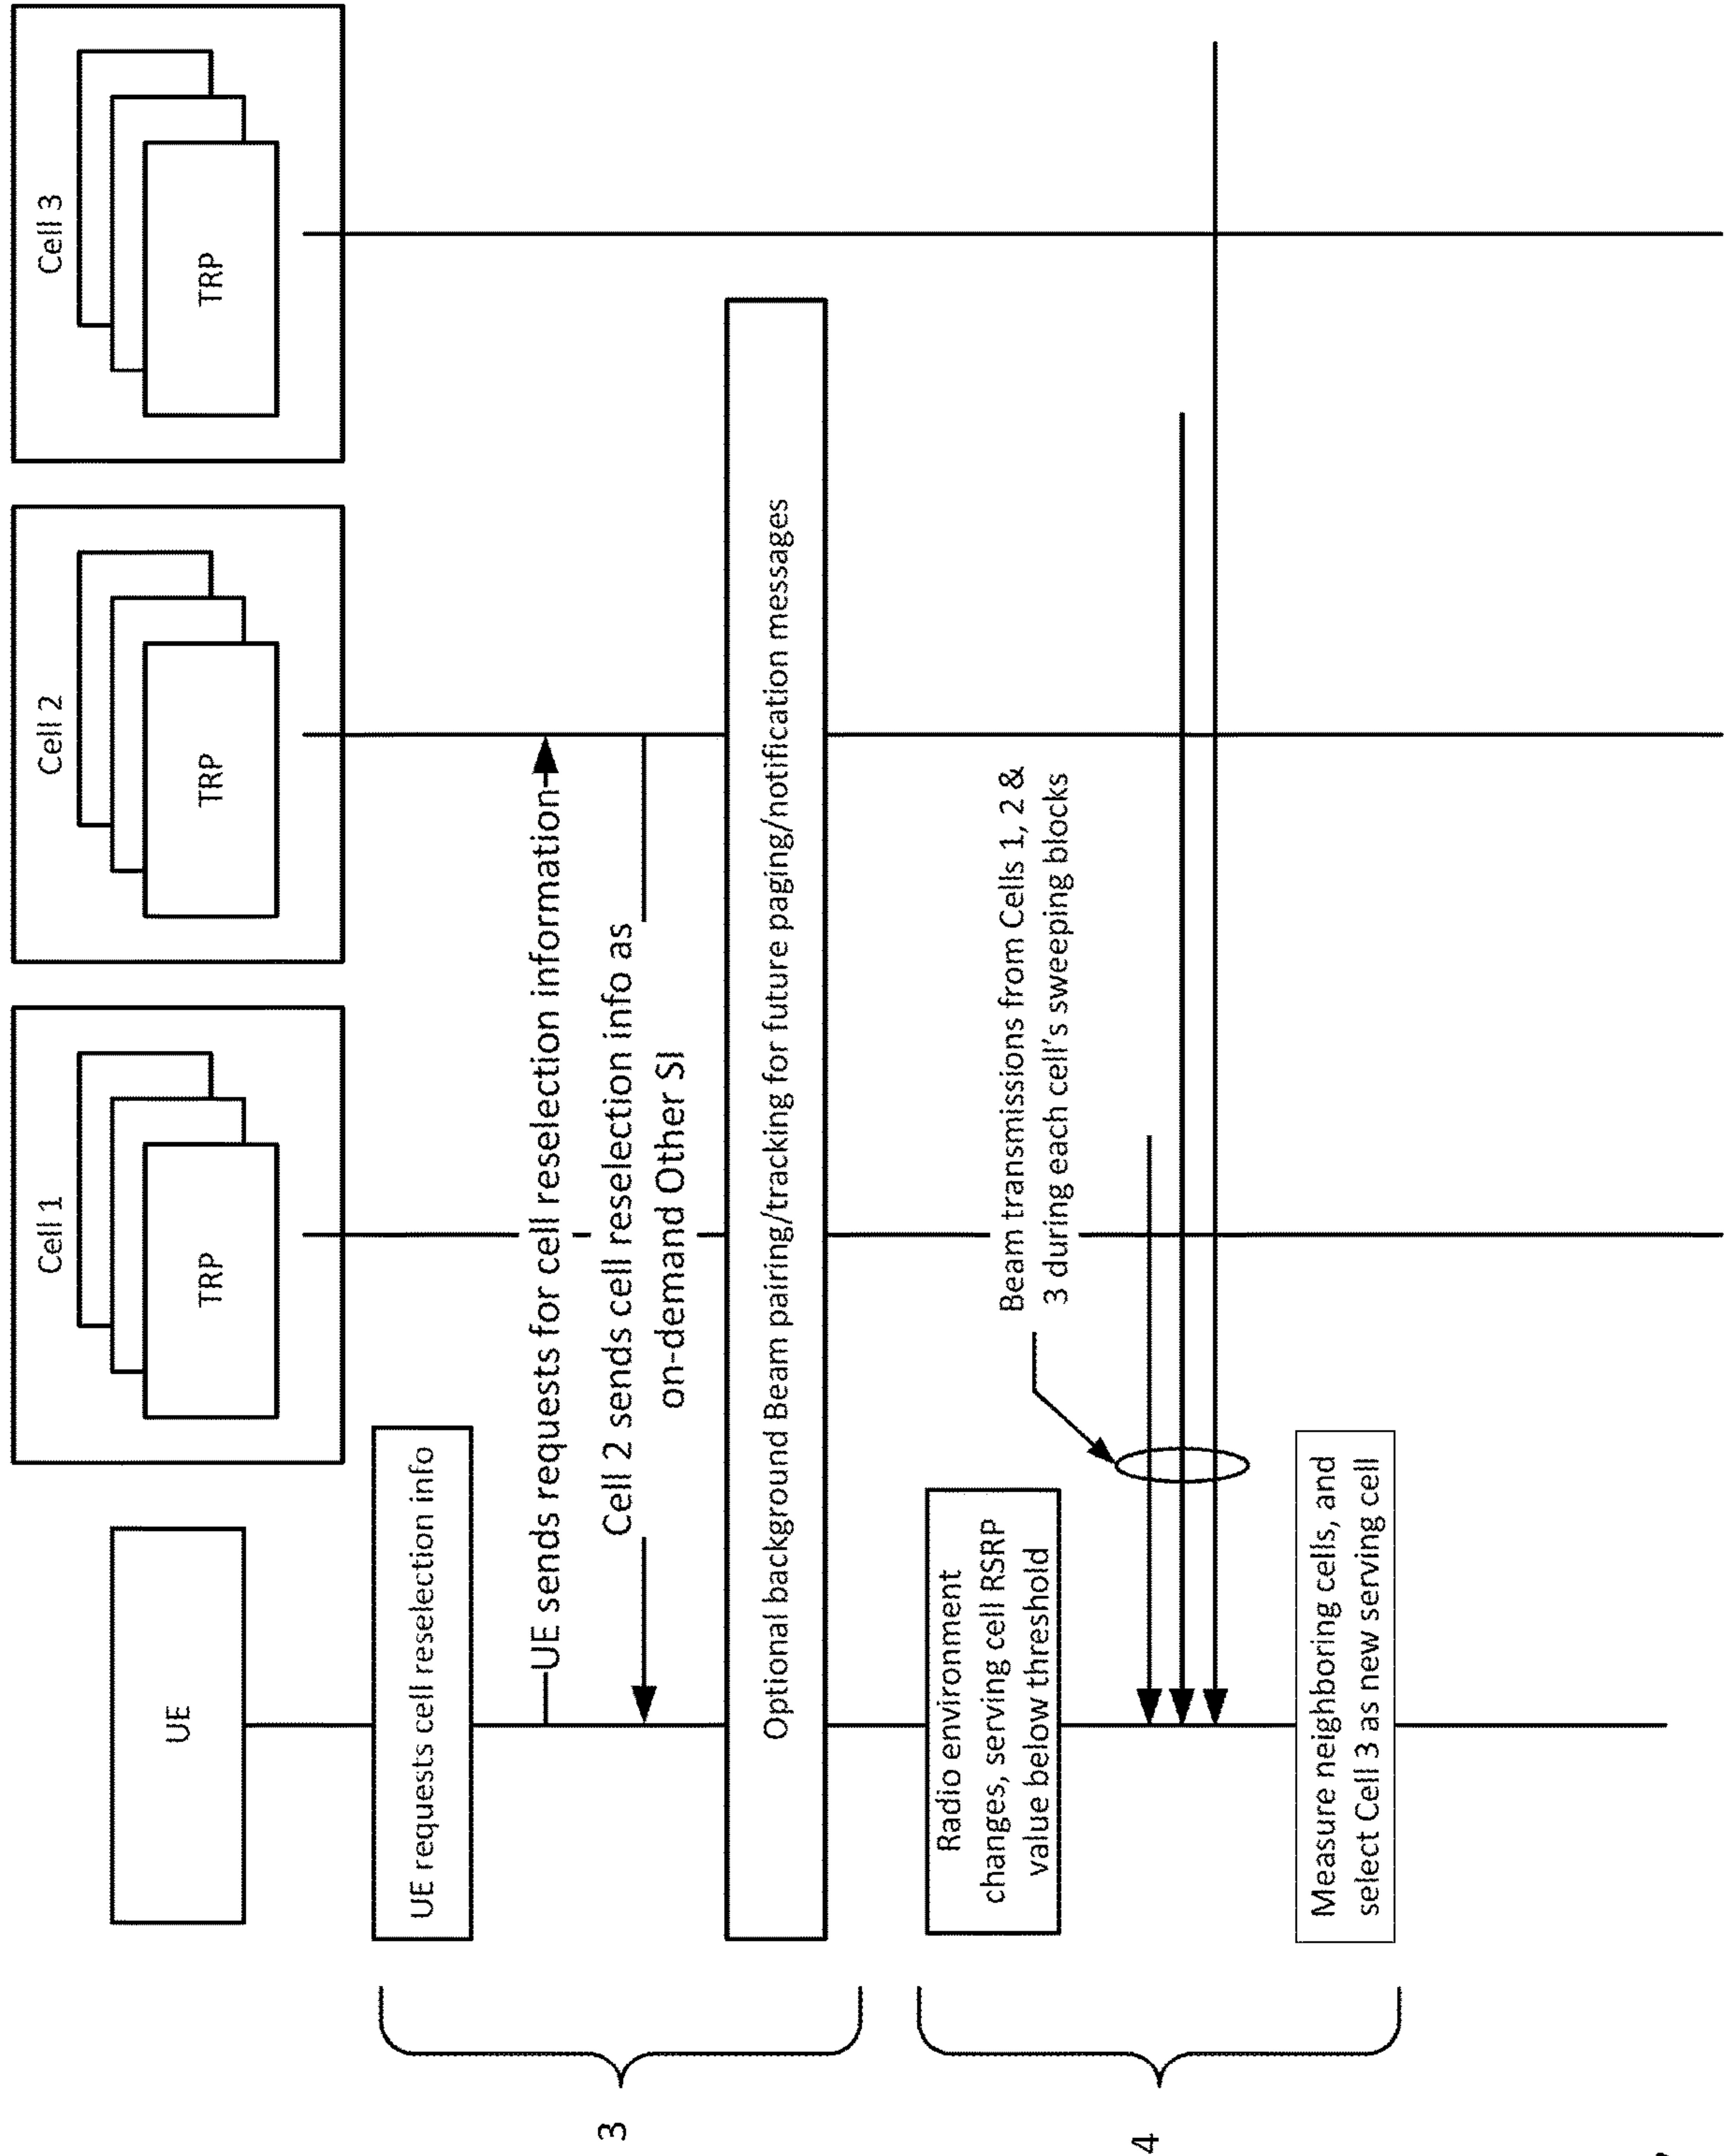 UE
Cell 1
TRP
Cell 2
TRP
Cell 3
TRP
3
UE requests cell reselection info
UE sends requests for cell reselection information
Cell 2 sends cell reselection info as
on-demand Other SI
Optional background Beam pairing/tracking for future paging/notification messages
4
Radio environment
changes, serving cell RSRP
value below threshold
Beam transmissions from Cells 1, 2 &
3 during each cell's sweeping blocks
Measure neighboring cells, and
select Cell 3 as new serving cell